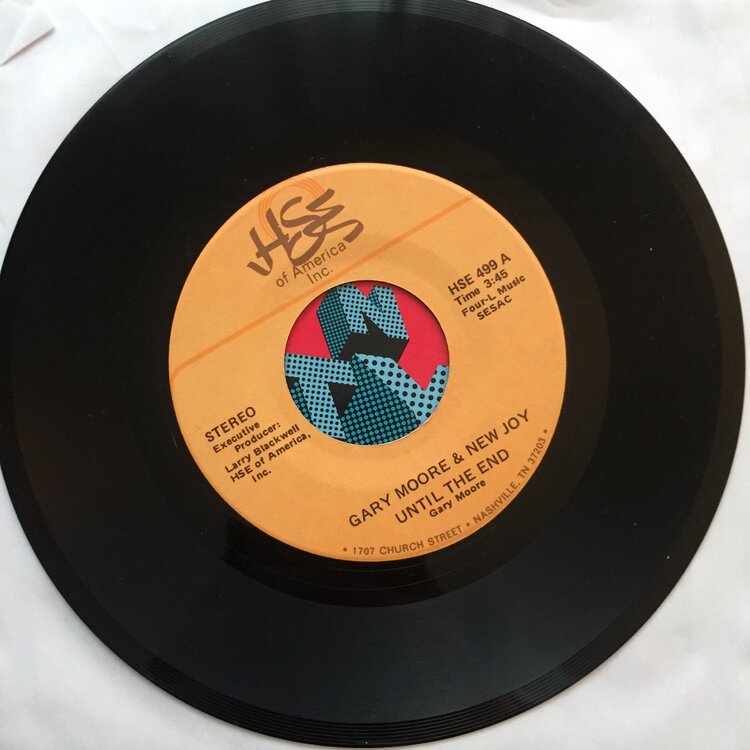 HSE
of America
Inc.
HSE 499 A
Time 3:45
Four-L Music
SESAC
STEREO
Executive
Producer:
Larry Blackwell
HSE of America,
Inc.
GARY MOORE & NEW JOY
UNTIL THE END
Gary Moore
• 1707 CHURCH STREET • NASHVILLE, TN 37203 •